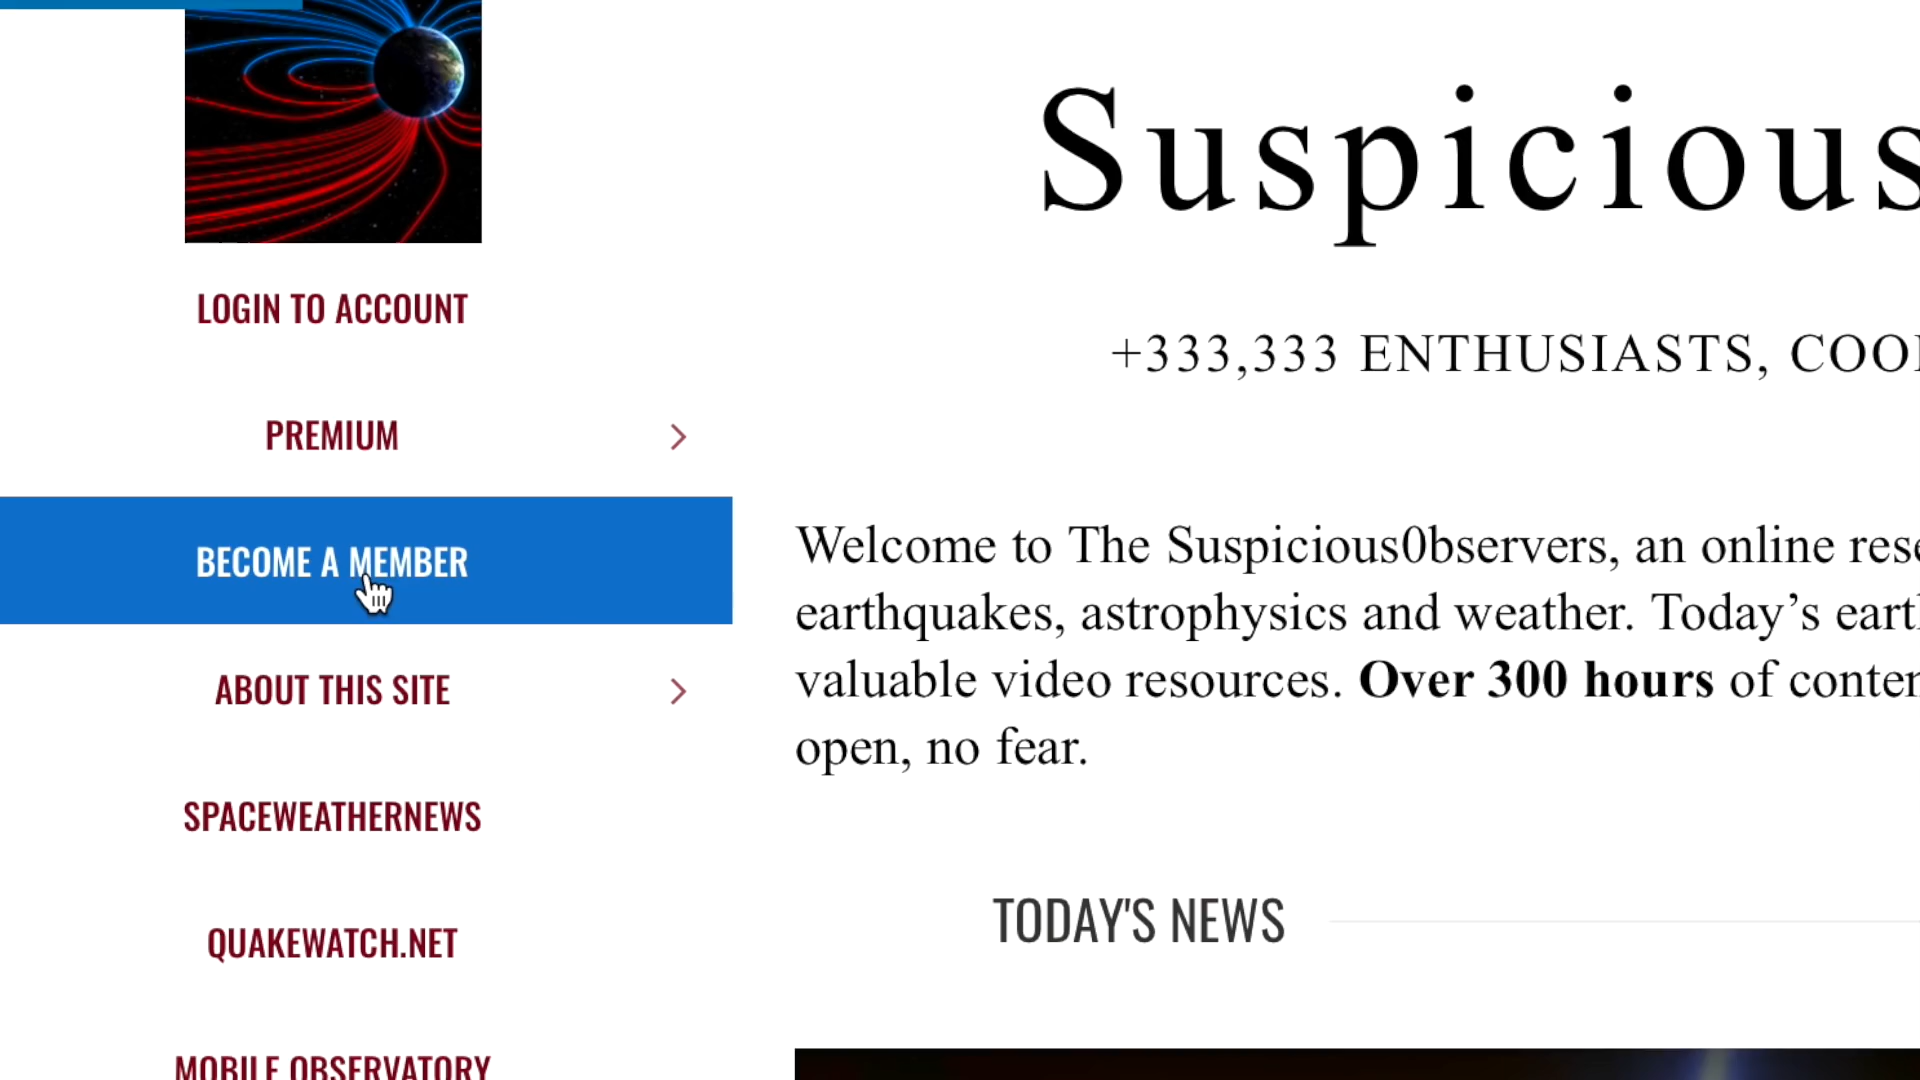 LOGIN TO ACCOUNT
PREMIUM
BECOME A MEMBER
ABOUT THIS SITE
SPACEWEATHERNEWS
QUAKEWATCH.NET
MOBILE OBSERVATORY
Suspicious
+333,333 ENTHUSIASTS,
Welcome to The Suspicious0bservers, an online
earthquakes, astrophysics and weather. Today’s
valuable video resources. Over 300 hours of
open, no fear.
TODAY'S NEWS